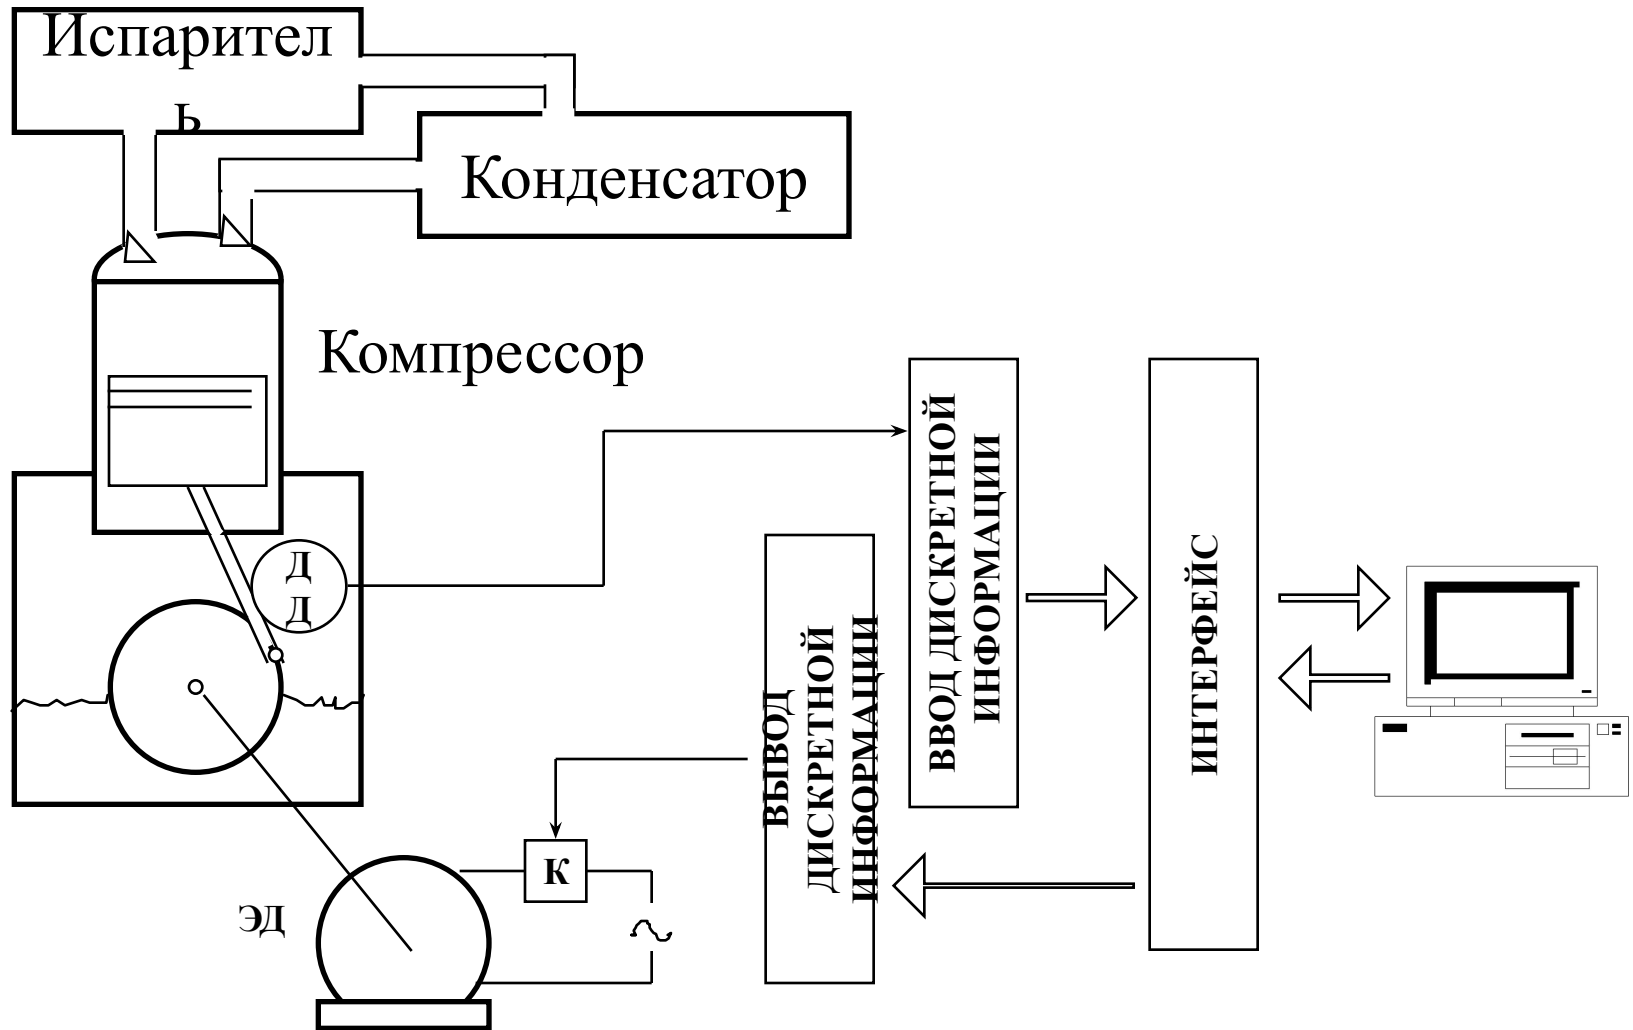 Испарител
ь
Конденсатор
Компрессор
Д
Д
ВВОД ДИСКРЕТНОЙ
ИНФОРМАЦИИ
ИНТЕРФЕЙС
ВЫВОД
ДИСКРЕТНОЙ
ИНФОРМАЦИИ
К
ЭД